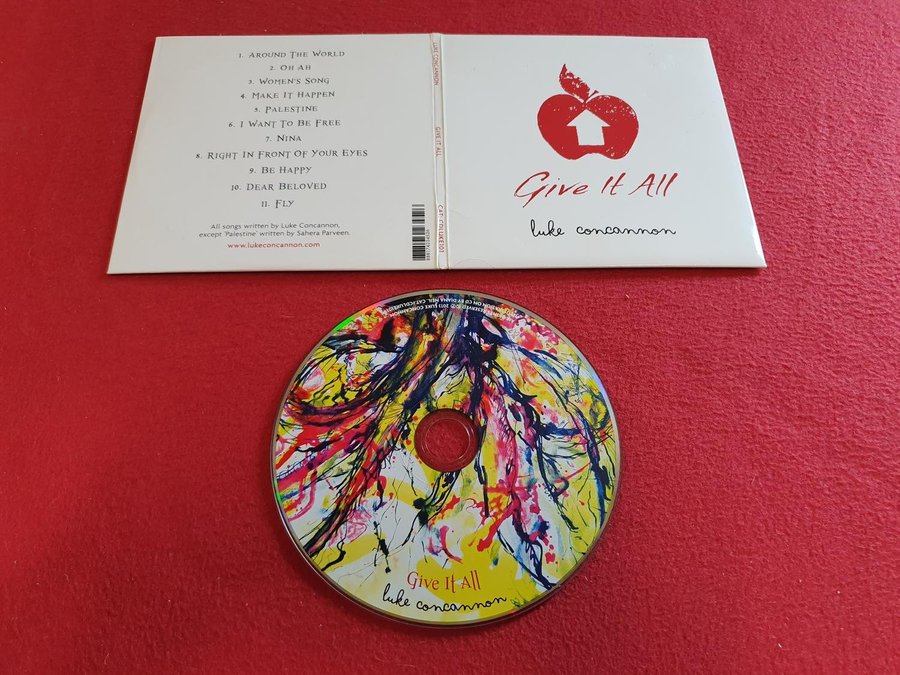 1. Around The World
2. Oh Ah
3. Women's Song
4. Make It Happen
5. Palestine
6. I Want To Be Free
7. Nina
8. Right In Front Of Your Eyes
9. Be Happy
10. Dear Beloved
11. Fly
All songs written by Luke Concannon,
except 'Palestine' written by Sahera Parveen.
www.lukeconcannon.com
LUKE CONCANNON
GIVE IT ALL
CAT: CDLUKE101
Give It All
luke concannon
Give It All
luke concannon